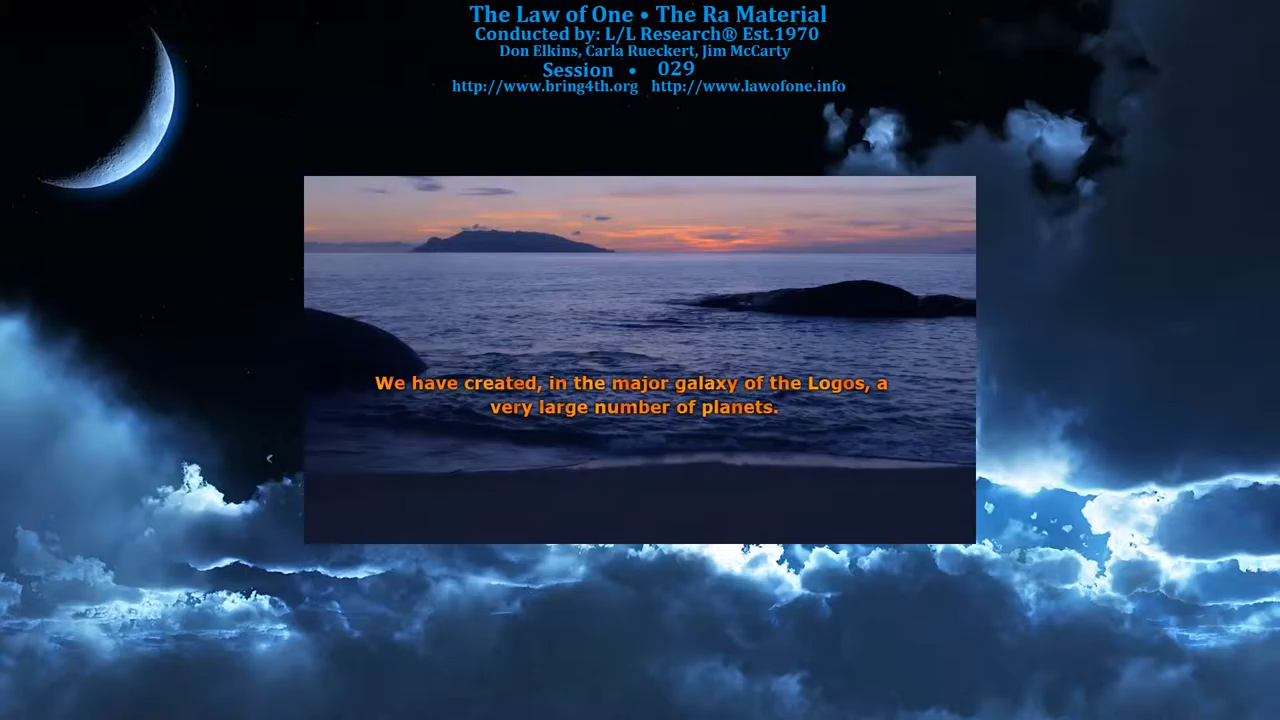 The Law of One • The Ra Material
Conducted by: L/L Research® Est.1970
Don Elkins, Carla Rueckert, Jim McCarty
Session • 029
http://www.bring4th.org http://www.lawofone.info
We have created, in the major galaxy of the Logos, a
very large number of planets.